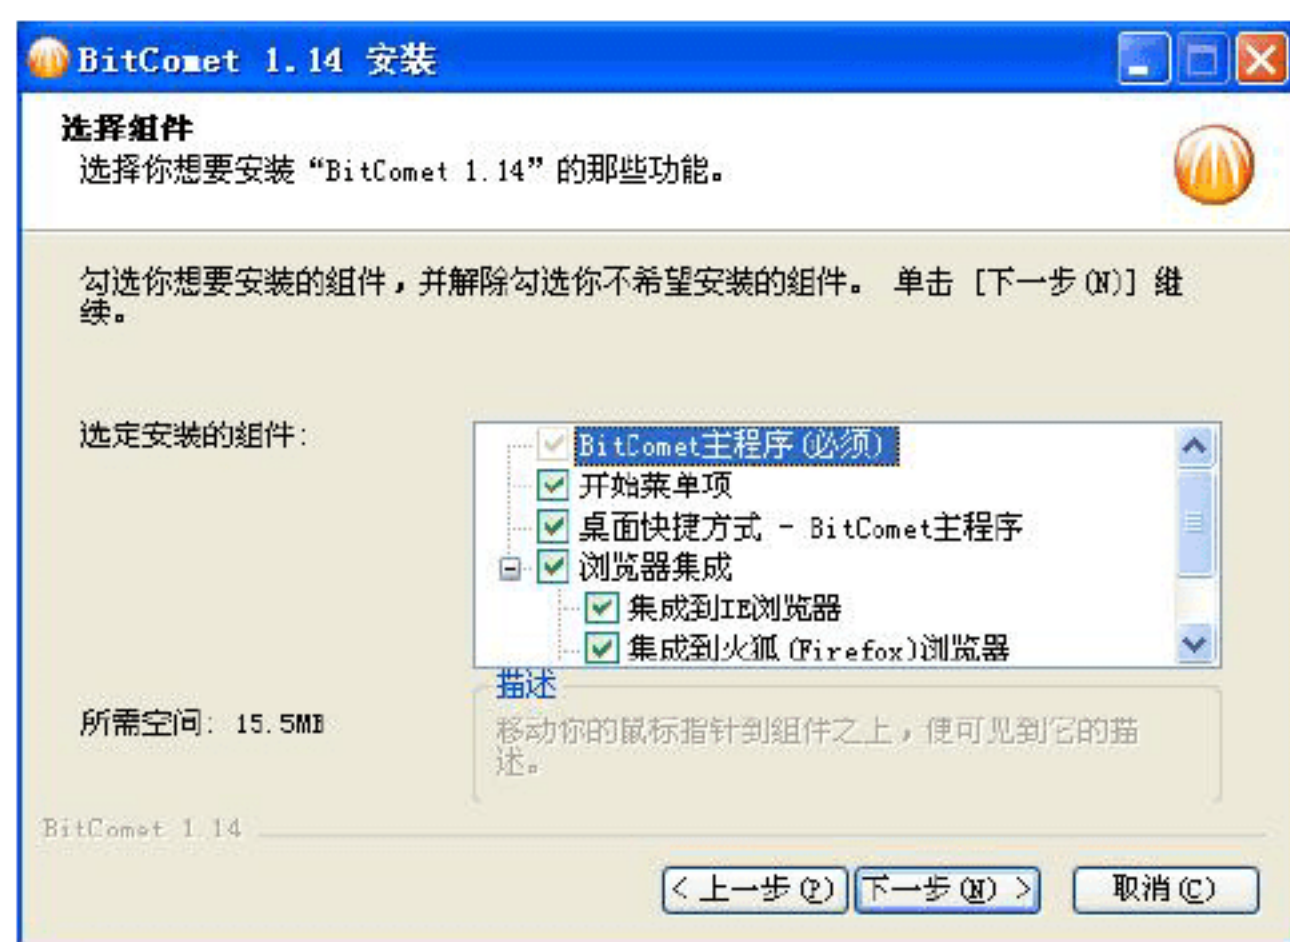 BitComet 1.14 安装
选择组件
选择你想要安装“BitComet 1.14”的那些功能。
勾选你想要安装的组件，并解除勾选你不希望安装的组件。 单击 [下一步(N)] 继
续。
选定安装的组件:
BitComet主程序(必须)
开始菜单项
桌面快捷方式 - BitComet主程序
浏览器集成
集成到IE浏览器
集成到火狐(Firefox)浏览器
所需空间: 15.5MB
描述
移动你的鼠标指针到组件之上，便可见到它的描
述。
BitComet 1.14
< 上一步(P) 下一步(N) > 取消(C)